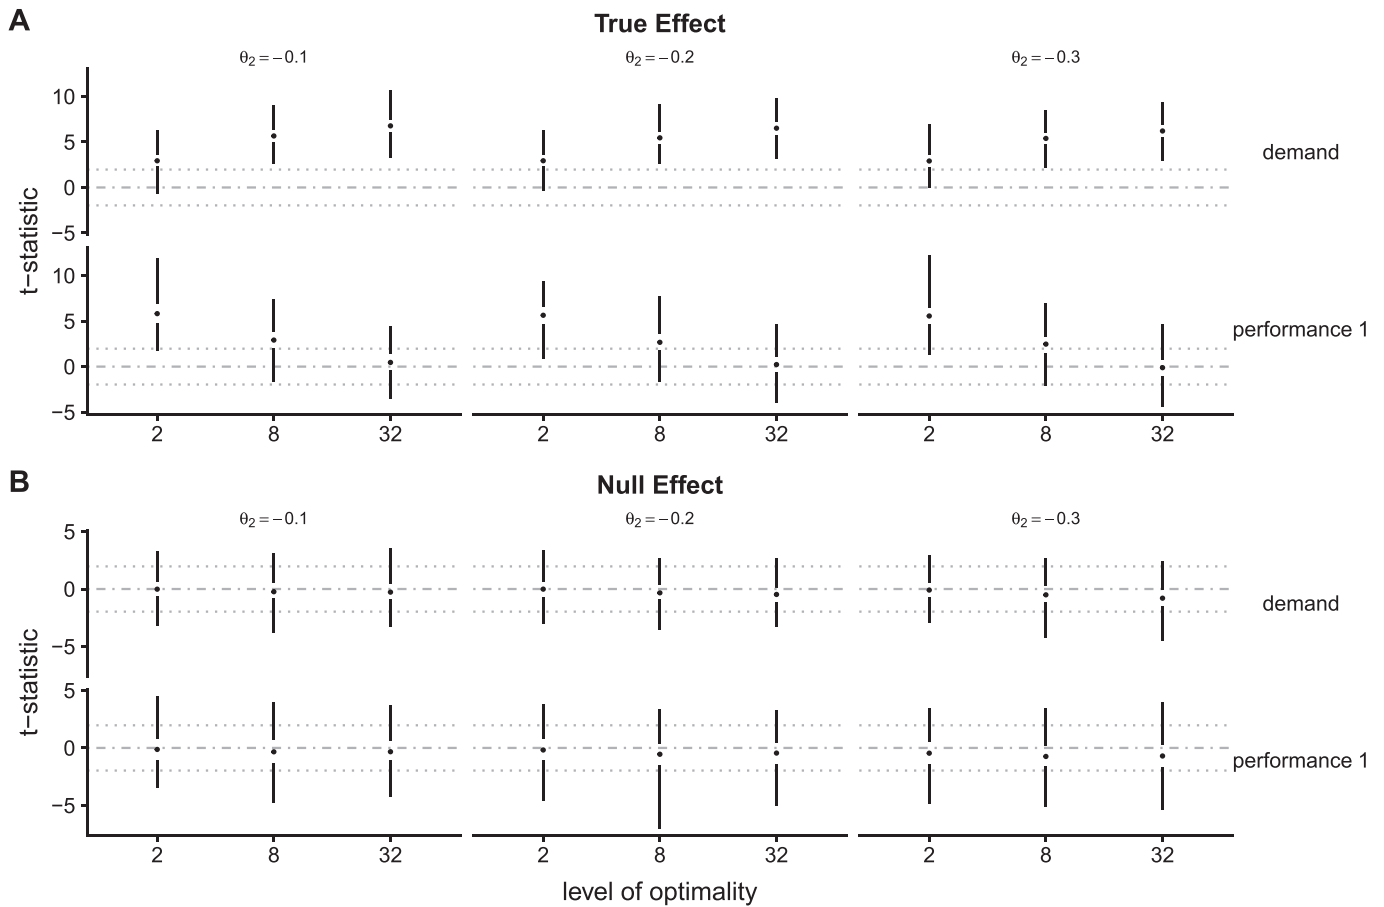 A
True Effect
θ2 = −0.1
θ2 = −0.2
θ2 = −0.3
10
5
0
−5
demand
10
5
0
−5
performance 1
t−statistic
2 8 32
2 8 32
2 8 32
B
Null Effect
θ2 = −0.1
θ2 = −0.2
θ2 = −0.3
5
0
−5
demand
5
0
−5
performance 1
t−statistic
2 8 32
2 8 32
2 8 32
level of optimality